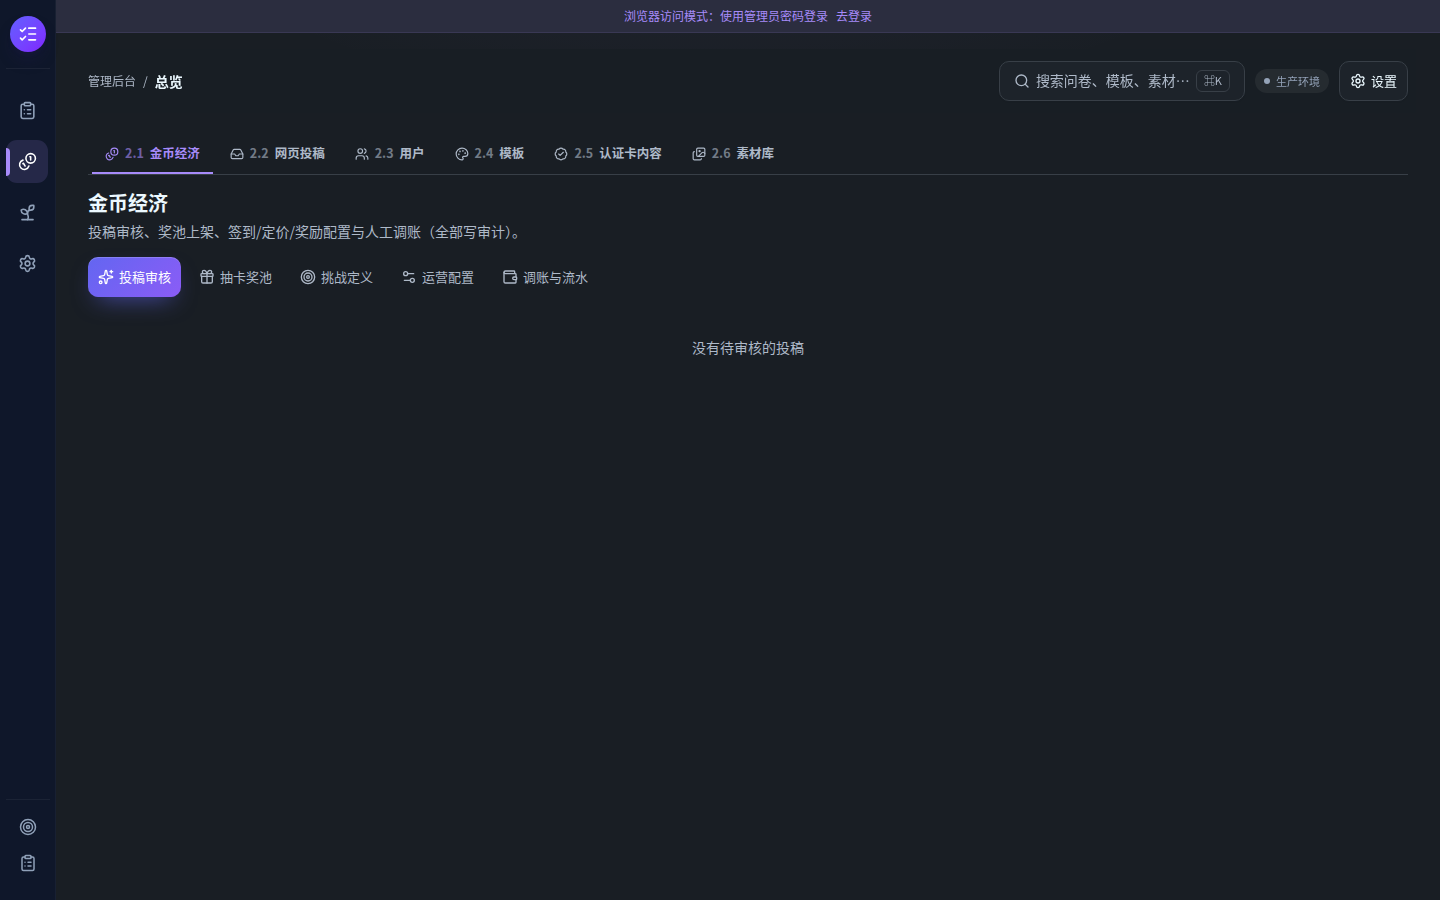 浏览器访问模式：使用管理员密码登录 去登录
管理后台 / 总览
搜索问卷、模板、素材… ⌘K
生产环境
设置
2.1 金币经济 2.2 网页投稿 2.3 用户 2.4 模板 2.5 认证卡内容 2.6 素材库
金币经济
投稿审核、奖池上架、签到/定价/奖励配置与人工调账（全部写审计）。
投稿审核 抽卡奖池 挑战定义 运营配置 调账与流水
没有待审核的投稿